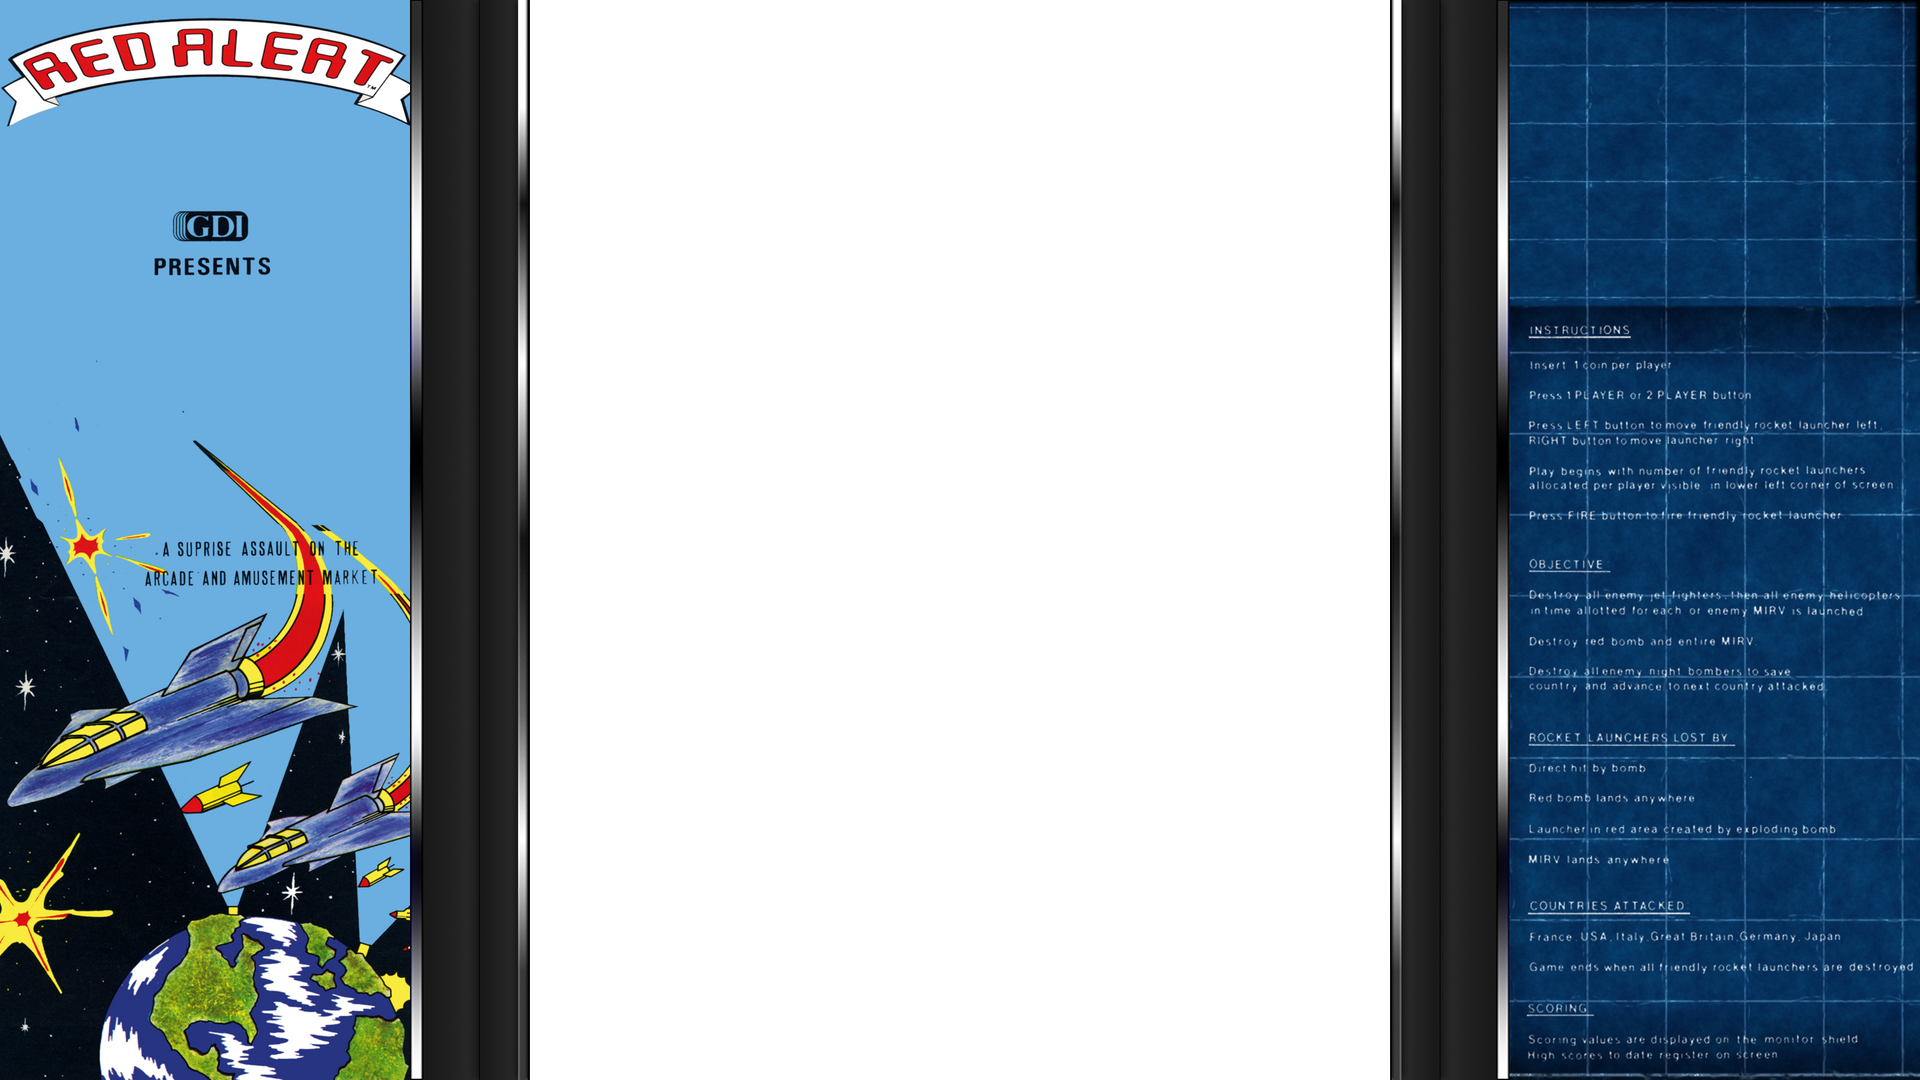 RED ALERT
TM
GDI
PRESENTS
A SUPRISE ASSAULT ON THE
ARCADE AND AMUSEMENT MARKET
INSTRUCTIONS
Insert 1 coin per player
Press 1 PLAYER or 2 PLAYER button
Press LEFT button to move friendly rocket launcher left,
RIGHT button to move launcher right
Play begins with number of friendly rocket launchers
allocated per player visible in lower left corner of screen
Press FIRE button to fire friendly rocket launcher
OBJECTIVE
Destroy all enemy jet fighters, then all enemy helicopters
in time allotted for each or enemy MIRV is launched
Destroy red bomb and entire MIRV
Destroy all enemy night bombers to save
country and advance to next country attacked
ROCKET LAUNCHERS LOST BY
Direct hit by bomb
Red bomb lands anywhere
Launcher in red area created by exploding bomb
MIRV lands anywhere
COUNTRIES ATTACKED
France, USA, Italy, Great Britain, Germany, Japan
Game ends when all friendly rocket launchers are destroyed
SCORING
Scoring values are displayed on the monitor shield
High scores to date register on screen